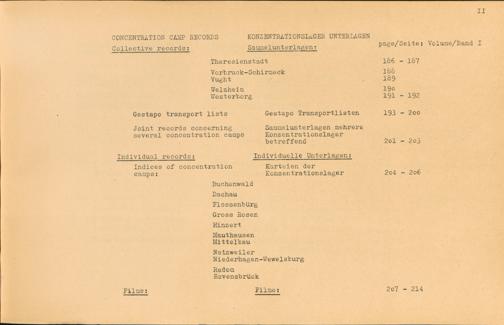 II
CONCENTRATION CAMP RECORDS KONZENTRATIONSLAGER UNTERLAGEN
page/Seite: Volume/Band I
Collective records: Sammelunterlagen:
Theresienstadt 186 - 187
Vorbruck-Schirmeck 188
Vught 189
Welzheim 190
Westerborg 191 - 192
Gestapo transport lists Gestapo Transportlisten 193 - 200
Joint records concerning Sammelunterlagen mehrere
several concentration camps Konzentrationslager
betreffend 201 - 203
Individual records: Individuelle Unterlagen:
Indices of concentration Karteien der
camps: Konzentrationslager 204 - 206
Buchenwald
Dachau
Flossenbürg
Gross Rosen
Hinzert
Mauthausen
Mittelbau
Natzweiler
Niederhagen-Wewelsburg
Radom
Ravensbrück
Films: Films: 207 - 214